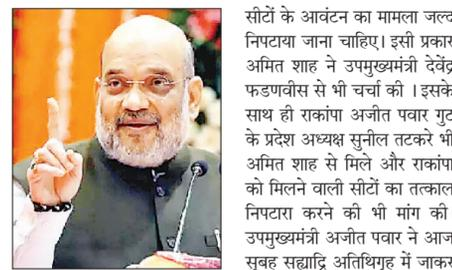 सीटों के आवंटन का मामला जल्द
निपटाया जाना चाहिए। इसी प्रकार
अमित शाह ने उपमुख्यमंत्री देवेंद्र
फडणवीस से भी चर्चा की । इसके
साथ ही राकांपा अजीत पवार गुट
के प्रदेश अध्यक्ष सुनील तटकरे भी
अमित शाह से मिले और राकांपा
को मिलने वाली सीटों का तत्काल
निपटारा करने की भी मांग की
उपमुख्यमंत्री अजीत पवार ने आज
सुबह सह्याद्रि अतिथिगृह में जाकर